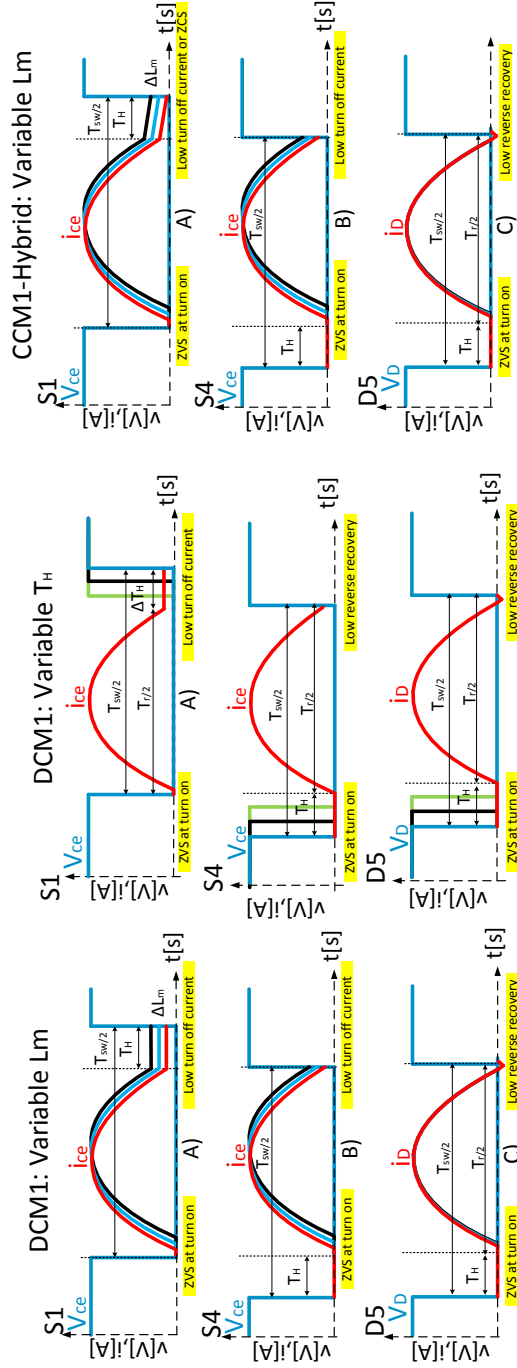 DCM1: Variable Lm
S1
Vce
v[V],i[A]
ice
Tsw/2
TH
ΔLm
t[s]
A)
ZVS at turn on
Low turn off current
S4
Vce
v[V],i[A]
ice
Tsw/2
TH
t[s]
B)
ZVS at turn on
Low turn off current
D5
VD
v[V],i[A]
iD
Tsw/2
TH
Tr/2
t[s]
C)
ZVS at turn on
Low reverse recovery
DCM1: Variable TH
S1
Vce
v[V],i[A]
ice
Tsw/2
Tr/2
ΔTH
t[s]
A)
ZVS at turn on
Low turn off current
S4
Vce
v[V],i[A]
ice
Tsw/2
TH
Tr/2
t[s]
ZVS at turn on
Low reverse recovery
D5
VD
v[V],i[A]
iD
Tsw/2
TH
Tr/2
t[s]
ZVS at turn on
Low reverse recovery
CCM1-Hybrid: Variable Lm
S1
Vce
v[V],i[A]
ice
Tsw/2
TH
ΔLm
t[s]
A)
ZVS at turn on
Low turn off current or ZCS
S4
Vce
v[V],i[A]
ice
Tsw/2
TH
t[s]
B)
ZVS at turn on
Low turn off current
D5
VD
v[V],i[A]
iD
Tsw/2
TH
Tr/2
t[s]
C)
ZVS at turn on
Low reverse recovery